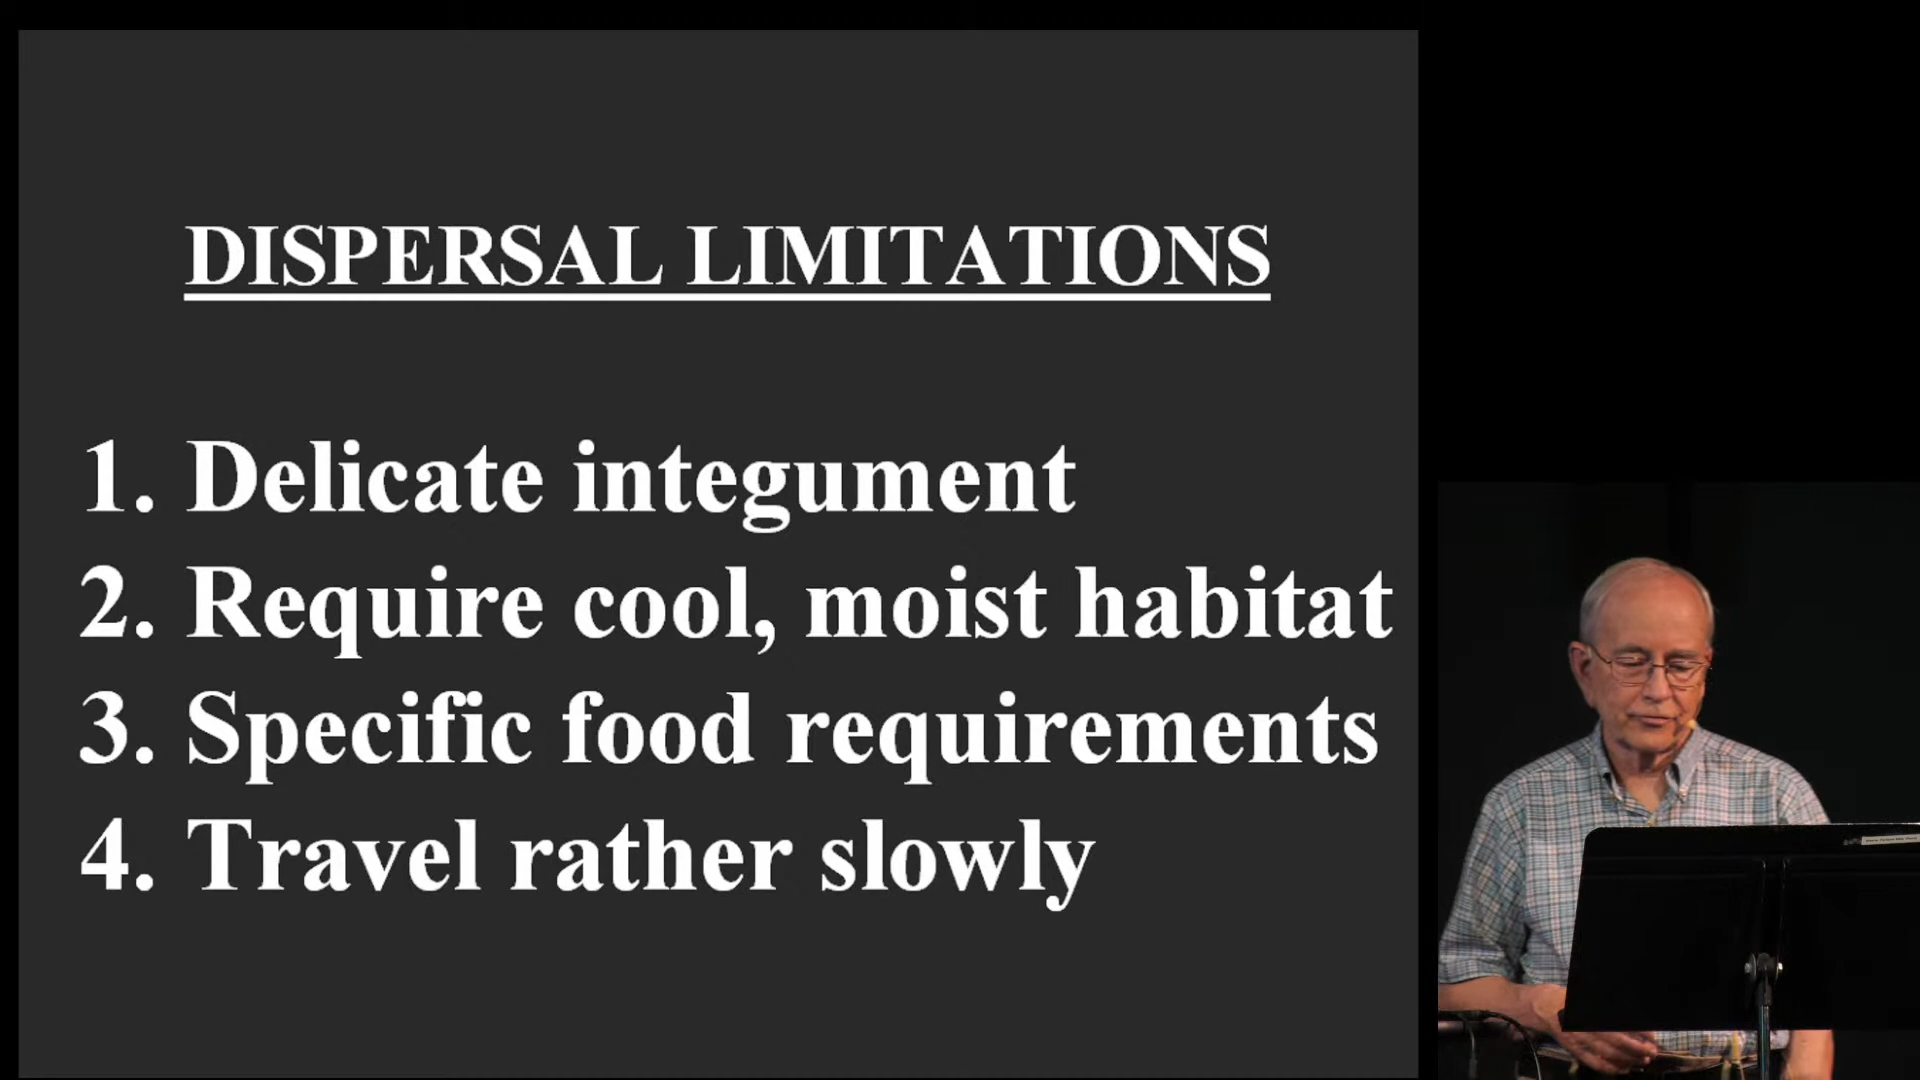 DISPERSAL LIMITATIONS
1. Delicate integument
2. Require cool, moist habitat
3. Specific food requirements
4. Travel rather slowly